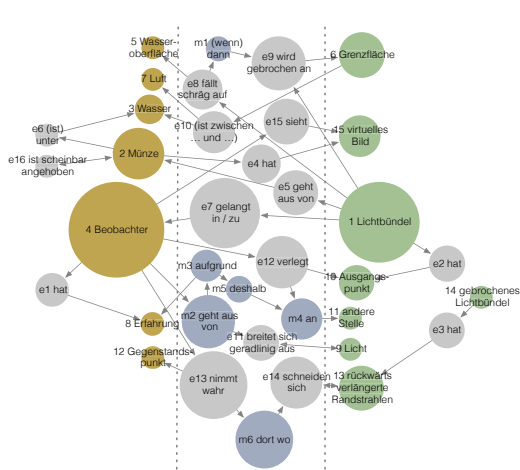 5 Wasser-
oberfläche
m1 (wenn)
dann
e9 wird
gebrochen an
6 Grenzfläche
7 Luft
e8 fällt
schräg auf
3 Wasser
e10 (ist zwischen
... und ...)
e15 sieht
15 virtuelles
Bild
e6 (ist)
unter
e16 ist scheinbar
angehoben
2 Münze
e4 hat
e5 geht
aus von
e7 gelangt
in / zu
4 Beobachter
1 Lichtbündel
m3 aufgrund
e12 verlegt
e2 hat
e1 hat
m5 deshalb
10 Ausgangs-
punkt
14 gebrochenes
Lichtbündel
8 Erfahrung
m2 geht aus
von
m4 an
11 andere
Stelle
e3 hat
e11 breitet sich
geradlinig aus
9 Licht
12 Gegenstands-
punkt
e13 nimmt
wahr
e14 schneiden
sich
13 rückwärts
verlängerte
Randstrahlen
m6 dort wo